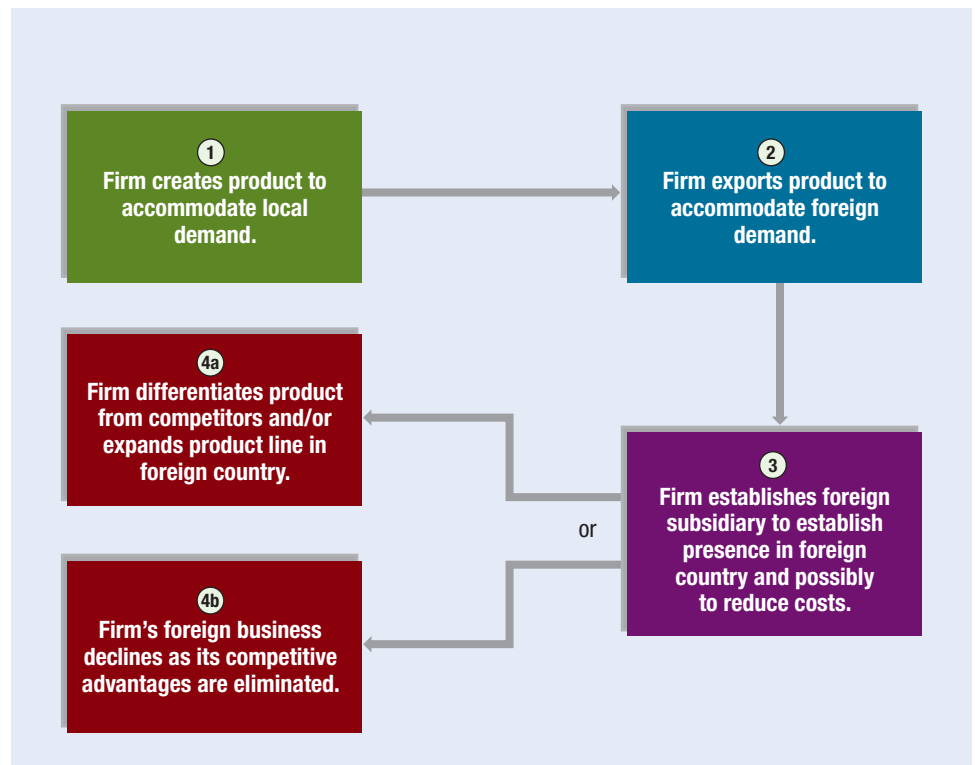 1
Firm creates product to
accommodate local
demand.
2
Firm exports product to
accommodate foreign
demand.
3
Firm establishes foreign
subsidiary to establish
presence in foreign
country and possibly
to reduce costs.
4a
Firm differentiates product
from competitors and/or
expands product line in
foreign country.
or
4b
Firm’s foreign business
declines as its competitive
advantages are eliminated.